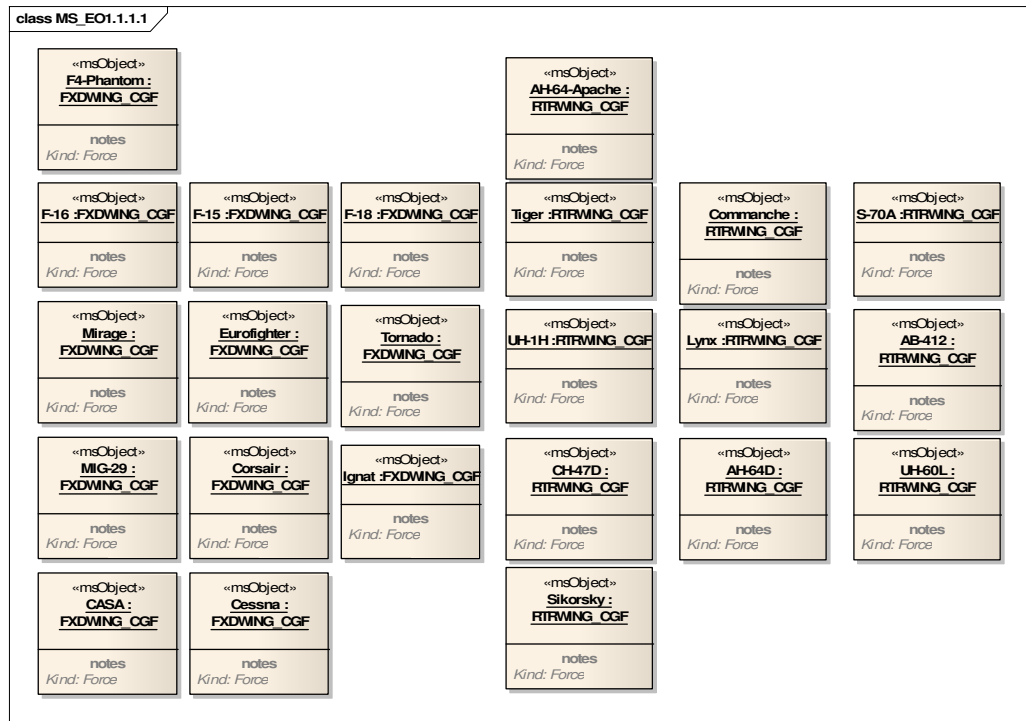 class MS_EO1.1.1.1
«msObject»
F4-Phantom :
FXDWING_CGF
notes
Kind: Force
«msObject»
AH-64-Apache :
RTRWING_CGF
notes
Kind: Force
«msObject»
F-16 :FXDWING_CGF
notes
Kind: Force
«msObject»
F-15 :FXDWING_CGF
notes
Kind: Force
«msObject»
F-18 :FXDWING_CGF
notes
Kind: Force
«msObject»
Tiger :RTRWING_CGF
notes
Kind: Force
«msObject»
Commanche :
RTRWING_CGF
notes
Kind: Force
«msObject»
S-70A :RTRWING_CGF
notes
Kind: Force
«msObject»
Mirage :
FXDWING_CGF
notes
Kind: Force
«msObject»
Eurofighter :
FXDWING_CGF
notes
Kind: Force
«msObject»
Tornado :
FXDWING_CGF
notes
Kind: Force
«msObject»
UH-1H :RTRWING_CGF
notes
Kind: Force
«msObject»
Lynx :RTRWING_CGF
notes
Kind: Force
«msObject»
AB-412 :
RTRWING_CGF
notes
Kind: Force
«msObject»
MIG-29 :
FXDWING_CGF
notes
Kind: Force
«msObject»
Corsair :
FXDWING_CGF
notes
Kind: Force
«msObject»
Ignat :FXDWING_CGF
notes
Kind: Force
«msObject»
CH-47D :
RTRWING_CGF
notes
Kind: Force
«msObject»
AH-64D :
RTRWING_CGF
notes
Kind: Force
«msObject»
UH-60L :
RTRWING_CGF
notes
Kind: Force
«msObject»
CASA :
FXDWING_CGF
notes
Kind: Force
«msObject»
Cessna :
FXDWING_CGF
notes
Kind: Force
«msObject»
Sikorsky :
RTRWING_CGF
notes
Kind: Force